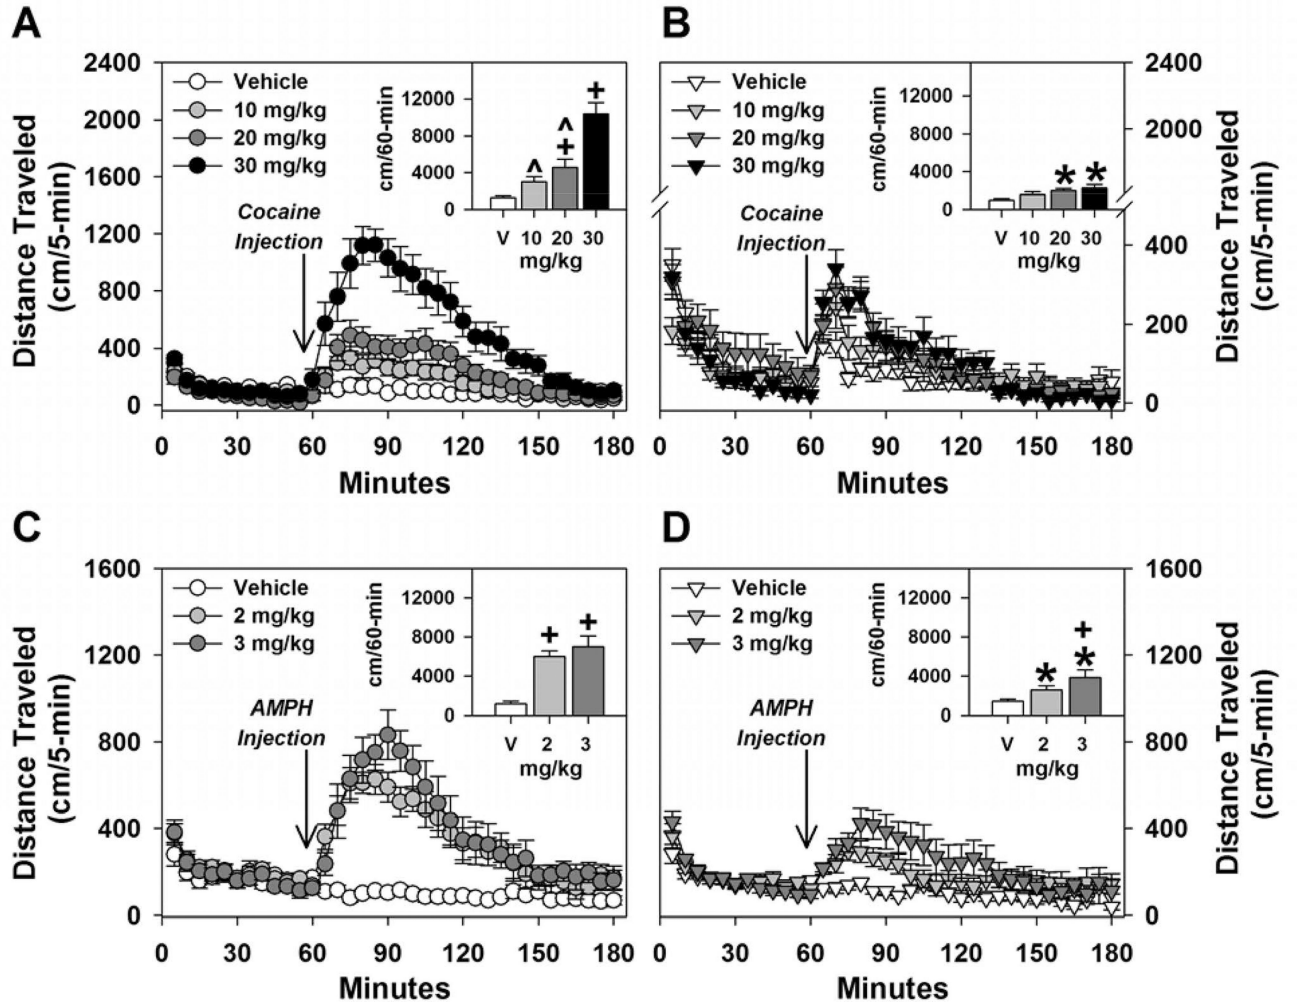 A
Distance Traveled
(cm/5-min)
2400
2000
1600
1200
800
400
0
Vehicle
10 mg/kg
20 mg/kg
30 mg/kg
Cocaine
Injection
cm/60-min
12000
8000
4000
0
^
^
+
+
V 10 20 30
mg/kg
0 30 60 90 120 150 180
Minutes
B
Vehicle
10 mg/kg
20 mg/kg
30 mg/kg
Cocaine
Injection
cm/60-min
12000
8000
4000
0
* *
V 10 20 30
mg/kg
2400
2000
400
200
0
Distance Traveled
(cm/5-min)
0 30 60 90 120 150 180
Minutes
C
Distance Traveled
(cm/5-min)
1600
1200
800
400
0
Vehicle
2 mg/kg
3 mg/kg
AMPH
Injection
cm/60-min
12000
8000
4000
0
+ +
V 2 3
mg/kg
0 30 60 90 120 150 180
Minutes
D
Vehicle
2 mg/kg
3 mg/kg
AMPH
Injection
cm/60-min
12000
8000
4000
0
+
* *
V 2 3
mg/kg
1600
1200
800
400
0
Distance Traveled
(cm/5-min)
0 30 60 90 120 150 180
Minutes